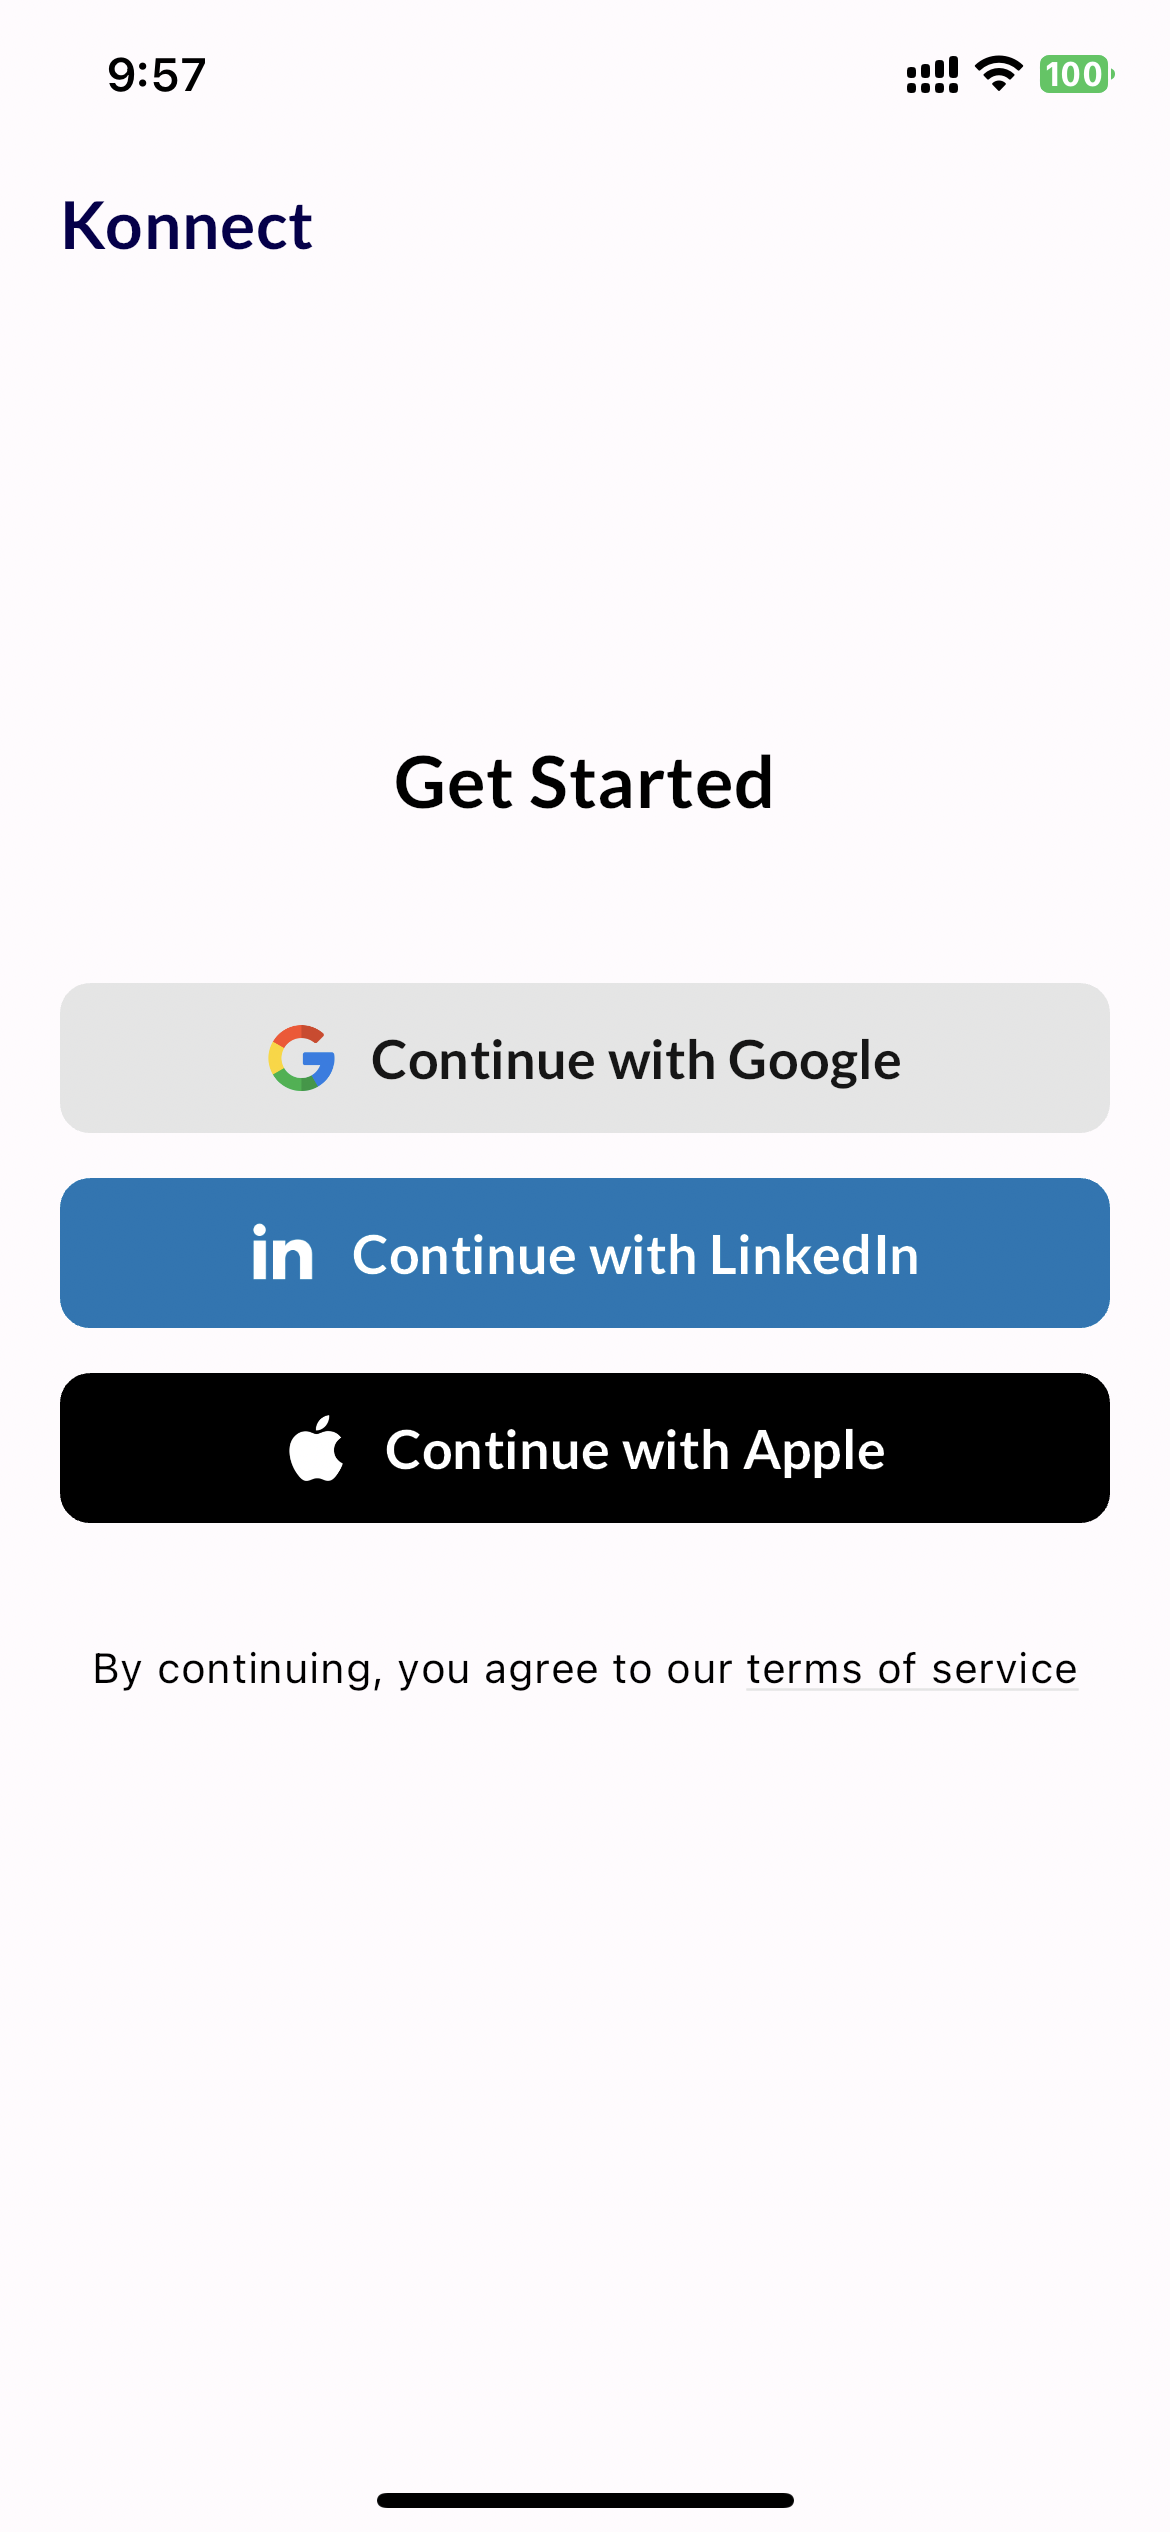 9:57
100
Konnect
Get Started
Continue with Google
in Continue with LinkedIn
Continue with Apple
By continuing, you agree to our terms of service